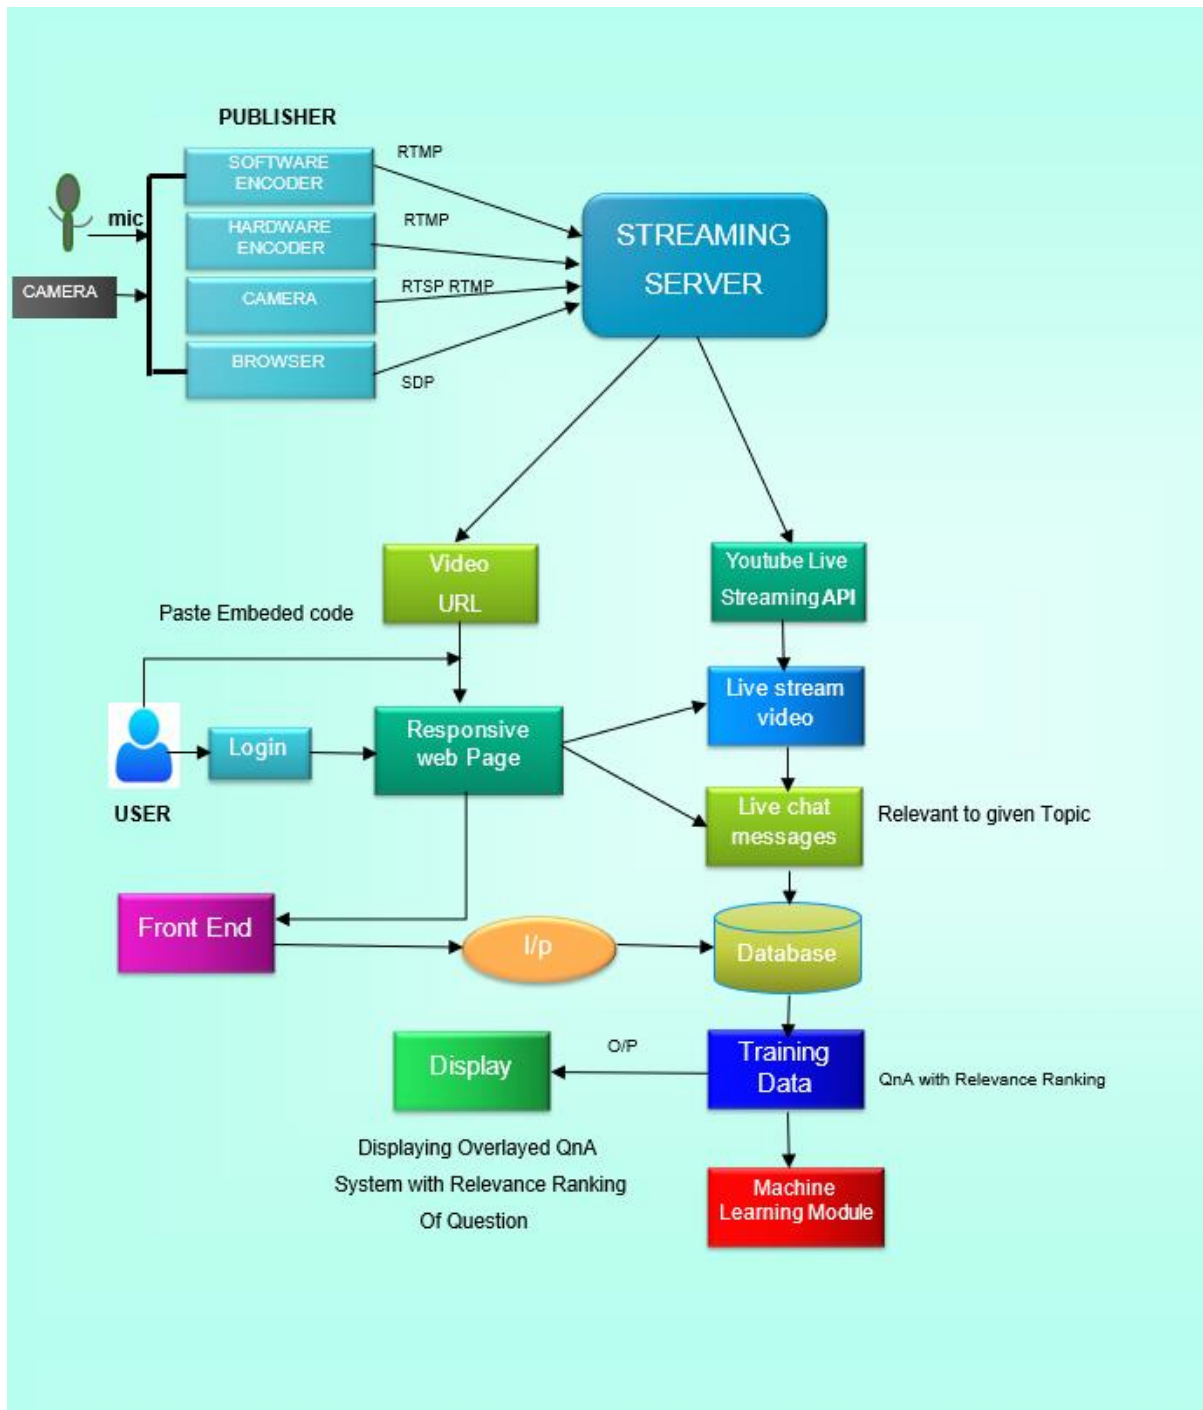 PUBLISHER
SOFTWARE
ENCODER
RTMP
mic
HARDWARE
ENCODER
RTMP
STREAMING
SERVER
CAMERA
CAMERA
RTSP RTMP
BROWSER
SDP
Video
URL
Youtube Live
Streaming API
Paste Embeded code
Live stream
video
Login
Responsive
web Page
USER
Live chat
messages
Relevant to given Topic
Front End
I/p
Database
Display
O/P
Training
Data
QnA with Relevance Ranking
Displaying Overlayed QnA
System with Relevance Ranking
Of Question
Machine
Learning Module